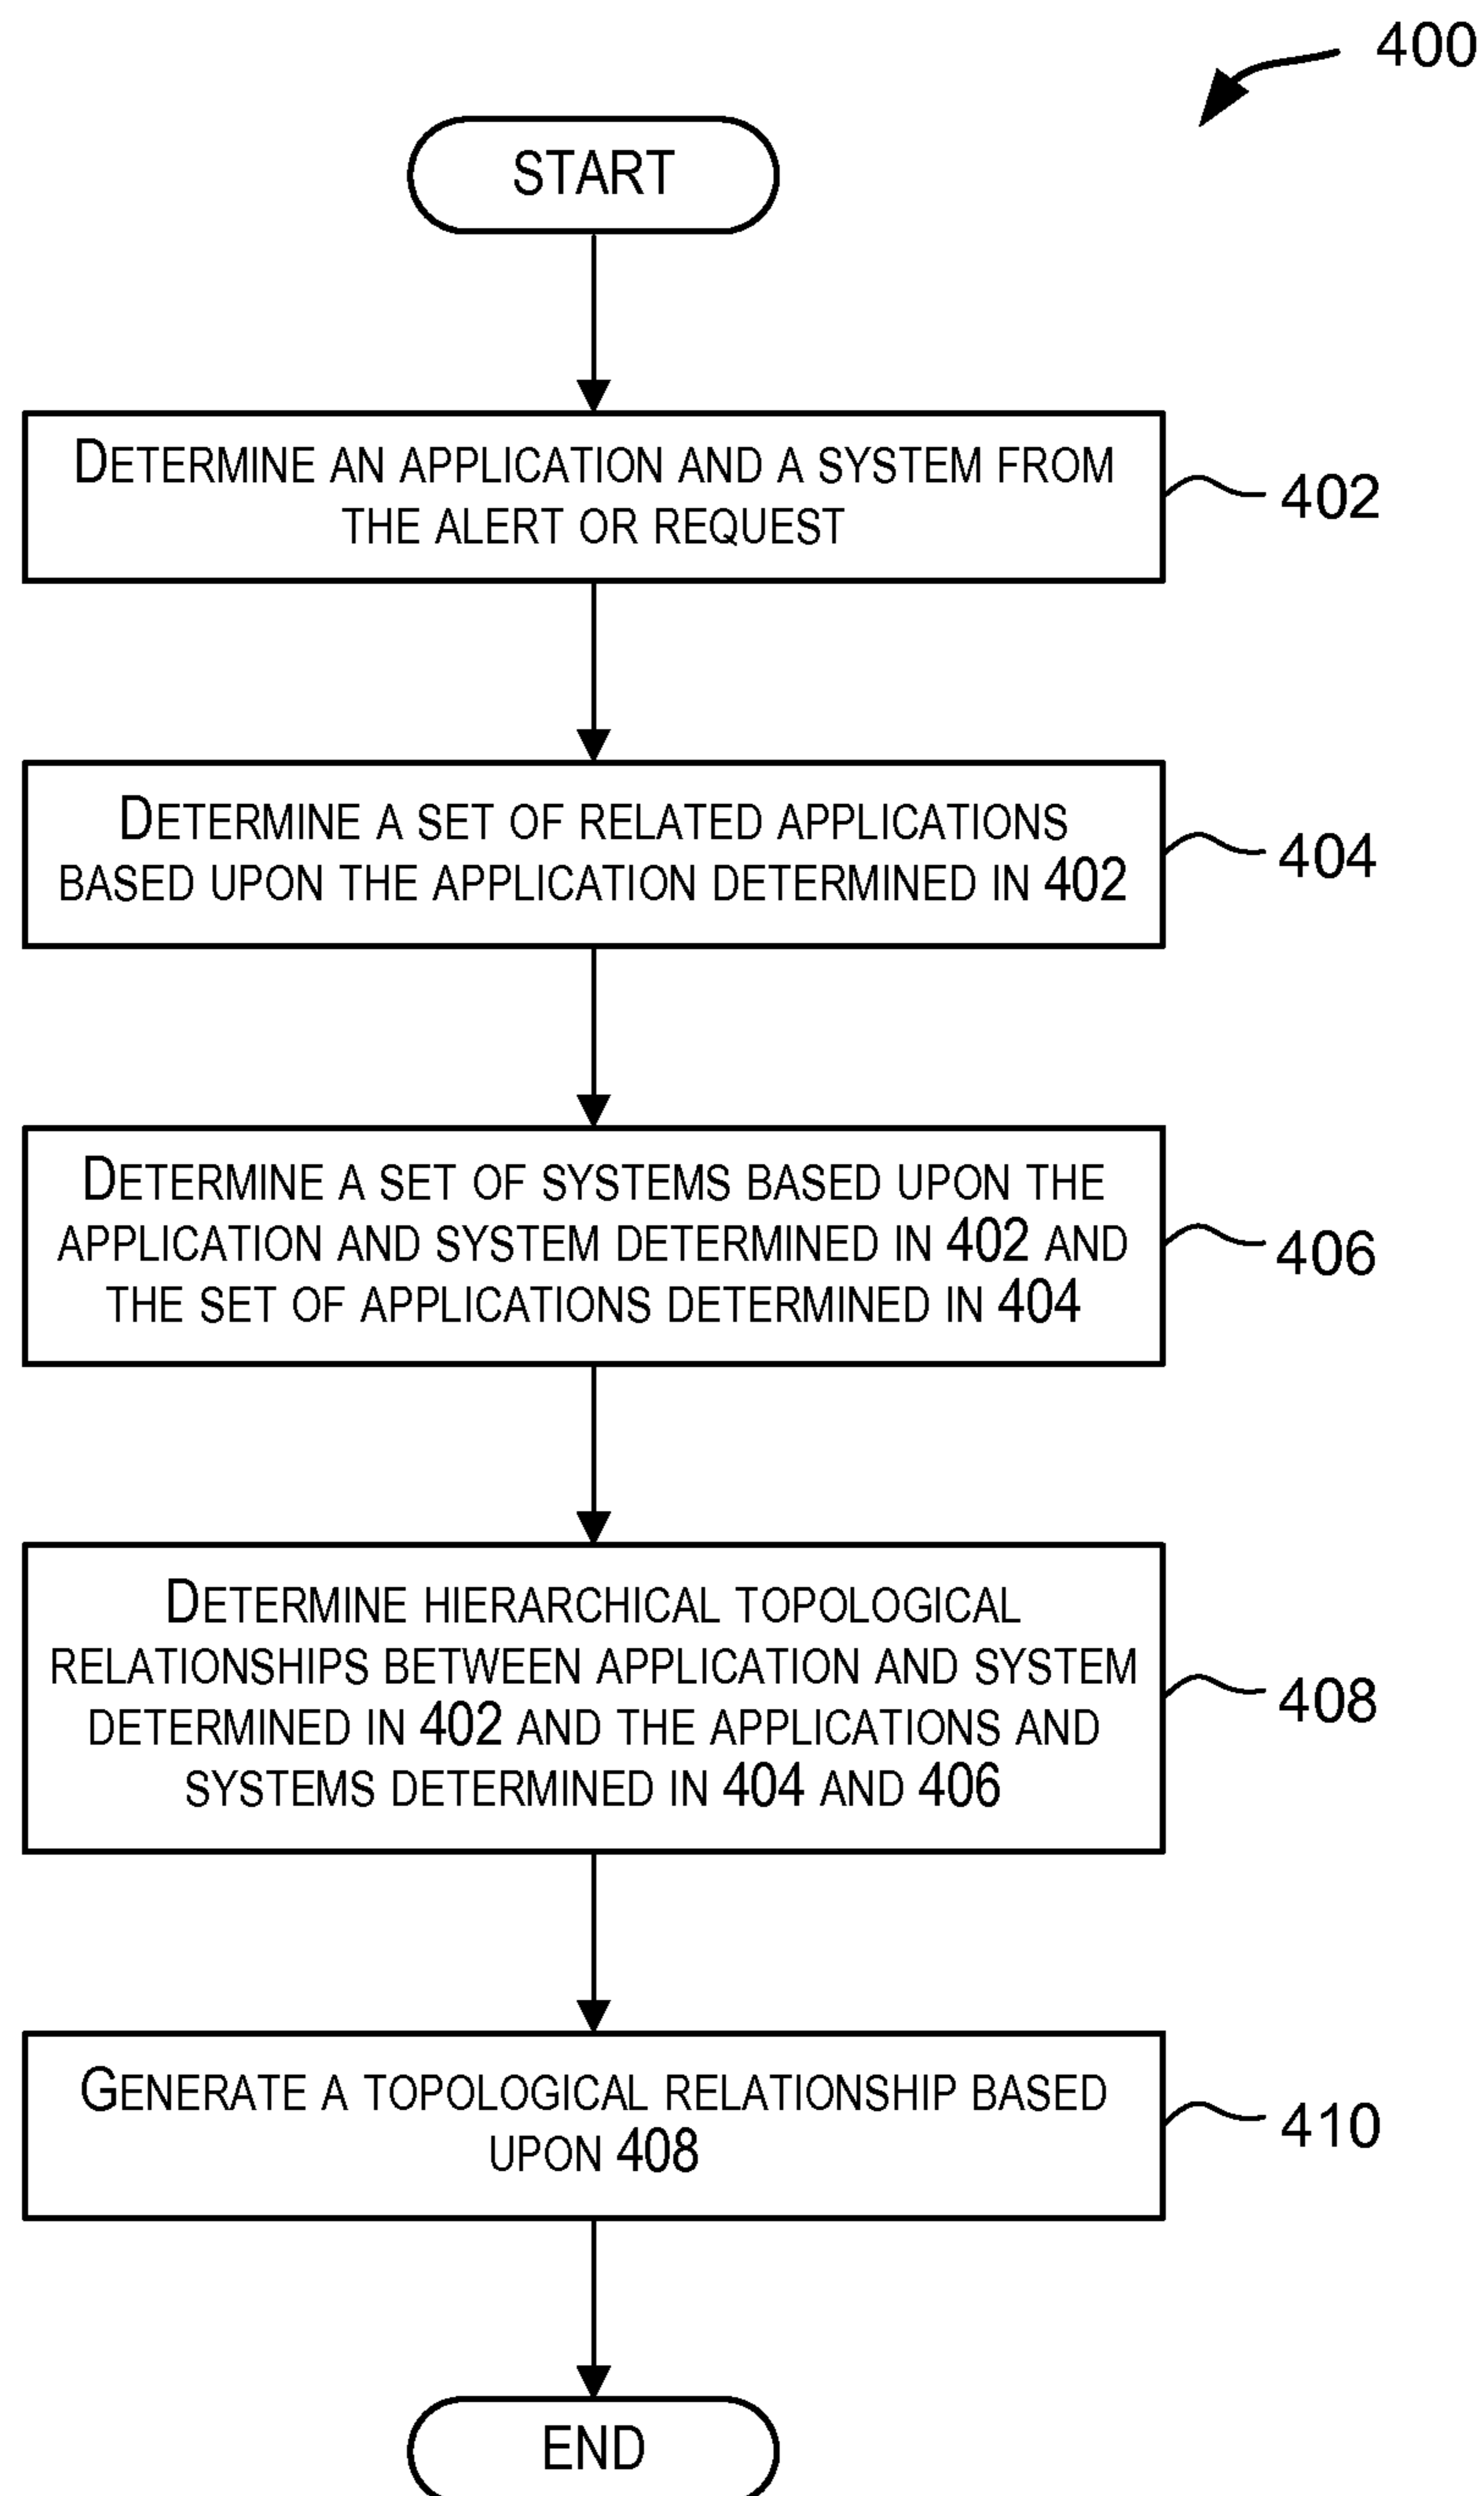 400
START
DETERMINE AN APPLICATION AND A SYSTEM FROM
THE ALERT OR REQUEST
402
DETERMINE A SET OF RELATED APPLICATIONS
BASED UPON THE APPLICATION DETERMINED IN 402
404
DETERMINE A SET OF SYSTEMS BASED UPON THE
APPLICATION AND SYSTEM DETERMINED IN 402 AND
THE SET OF APPLICATIONS DETERMINED IN 404
406
DETERMINE HIERARCHICAL TOPOLOGICAL
RELATIONSHIPS BETWEEN APPLICATION AND SYSTEM
DETERMINED IN 402 AND THE APPLICATIONS AND
SYSTEMS DETERMINED IN 404 AND 406
408
GENERATE A TOPOLOGICAL RELATIONSHIP BASED
UPON 408
410
END